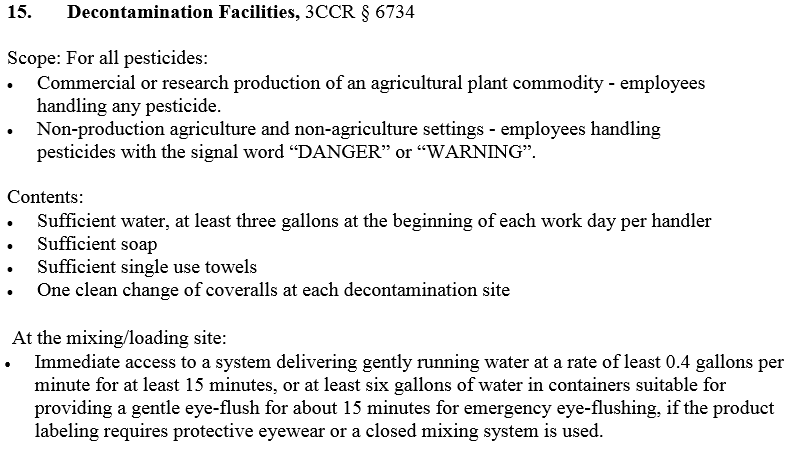 15. Decontamination Facilities, 3CCR § 6734
Scope: For all pesticides:
• Commercial or research production of an agricultural plant commodity - employees
handling any pesticide.
• Non-production agriculture and non-agriculture settings - employees handling
pesticides with the signal word “DANGER” or “WARNING”.
Contents:
• Sufficient water, at least three gallons at the beginning of each work day per handler
• Sufficient soap
• Sufficient single use towels
• One clean change of coveralls at each decontamination site
At the mixing/loading site:
• Immediate access to a system delivering gently running water at a rate of least 0.4 gallons per
minute for at least 15 minutes, or at least six gallons of water in containers suitable for
providing a gentle eye-flush for about 15 minutes for emergency eye-flushing, if the product
labeling requires protective eyewear or a closed mixing system is used.